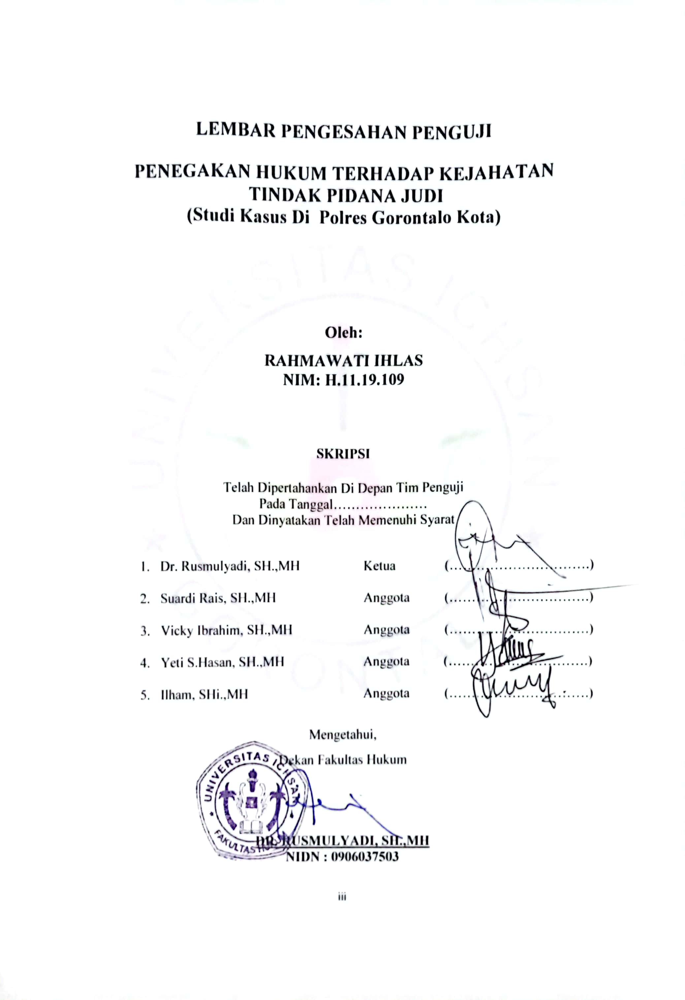 LEMBAR PENGESAHAN PENGUJI
PENEGAKAN HUKUM TERHADAP KEJAHATAN
TINDAK PIDANA JUDI
(Studi Kasus Di Polres Gorontalo Kota)
UNIVERSITAS ICHSAN
Oleh:
RAHMAWATI IHLAS
NIM: H.11.19.109
SKRIPSI
Telah Dipertahankan Di Depan Tim Penguji
Pada Tanggal.....................
Dan Dinyatakan Telah Memenuhi Syarat
1. Dr. Rusmulyadi, SH.,MH Ketua (................................)
2. Suardi Rais, SH.,MH Anggota (................................)
3. Vicky Ibrahim, SH.,MH Anggota (................................)
4. Yeti S.Hasan, SH.,MH Anggota (................................)
5. Ilham, SHi.,MH Anggota (................................)
Mengetahui,
Dekan Fakultas Hukum
UNIVERSITAS ICHSAN
FAKULTAS HUKUM
DR. RUSMULYADI, SH.,MH
NIDN : 0906037503
iii